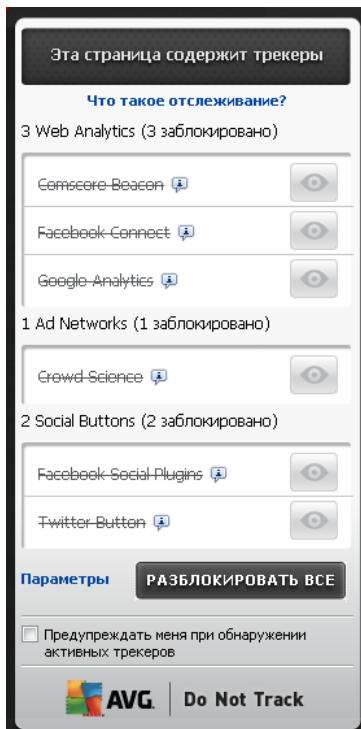 Эта страница содержит трекеры
Что такое отслеживание?
3 Web Analytics (3 заблокировано)
Comscore Beacon
Facebook Connect
Google Analytics
1 Ad Networks (1 заблокировано)
Crowd Science
2 Social Buttons (2 заблокировано)
Facebook Social Plugins
Twitter Button
Параметры РАЗБЛОКИРОВАТЬ ВСЕ
Предупреждать меня при обнаружении
активных трекеров
AVG. Do Not Track